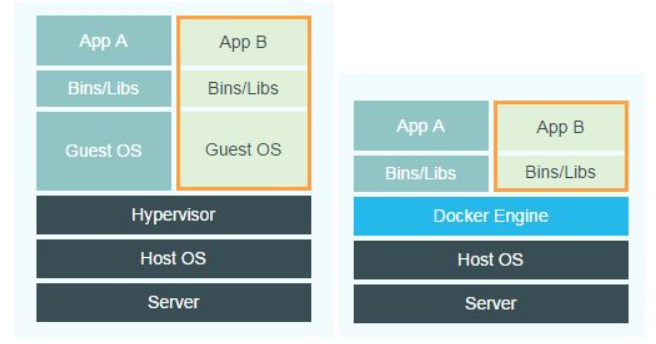 App A App B
Bins/Libs Bins/Libs
Guest OS Guest OS
Hypervisor
Host OS
Server
App A App B
Bins/Libs Bins/Libs
Docker Engine
Host OS
Server